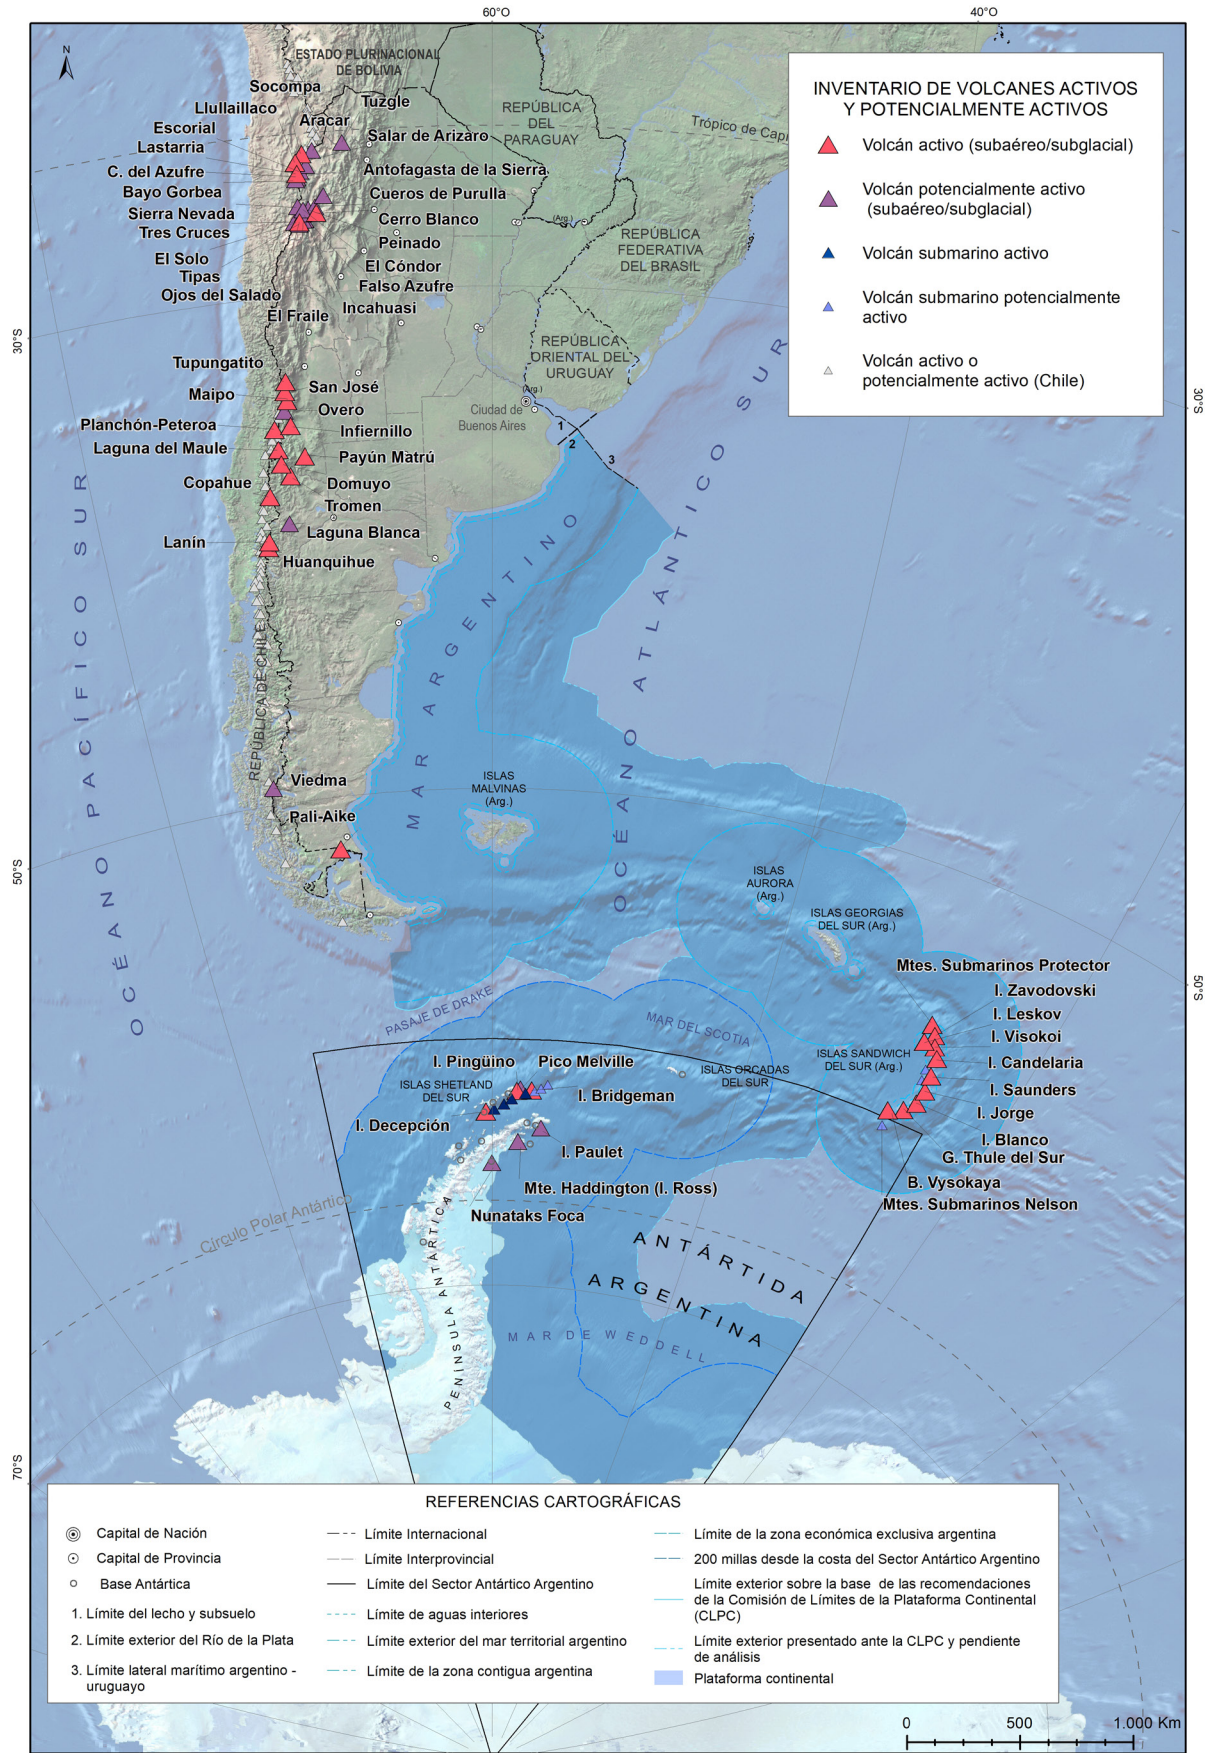 60°O
40°O
N
ESTADO PLURINACIONAL
DE BOLIVIA
Socompa
Llullaillaco
Tuzgle
Aracar
Escorial
Salar de Arizaro
Lastarria
C. del Azufre
Antofagasta de la Sierra
Bayo Gorbea
Cueros de Purulla
Sierra Nevada
Cerro Blanco
Tres Cruces
Peinado
El Solo
El Cóndor
Tipas
Falso Azufre
Ojos del Salado
Incahuasi
El Fraile
REPÚBLICA
DEL
PARAGUAY
Trópico de Capri
(Arg.)
REPÚBLICA
FEDERATIVA
DEL BRASIL
REPÚBLICA
ORIENTAL DEL
URUGUAY
(Arg.)
Ciudad de
Buenos Aires
1
2
3
INVENTARIO DE VOLCANES ACTIVOS
Y POTENCIALMENTE ACTIVOS
Volcán activo (subaéreo/subglacial)
Volcán potencialmente activo
(subaéreo/subglacial)
Volcán submarino activo
Volcán submarino potencialmente
activo
Volcán activo o
potencialmente activo (Chile)
30°S
30°S
Tupungatito
San José
Maipo
Overo
Planchón-Peteroa
Infiernillo
Laguna del Maule
Payún Matrú
Copahue
Domuyo
Tromen
Laguna Blanca
Lanín
Huanquihue
REPÚBLICA DE CHILE
OCÉANO PACÍFICO SUR
MAR ARGENTINO
OCÉANO ATLÁNTICO SUR
Viedma
Pali-Aike
ISLAS
MALVINAS
(Arg.)
50°S
50°S
ISLAS
AURORA
(Arg.)
ISLAS GEORGIAS
DEL SUR (Arg.)
Mtes. Submarinos Protector
I. Zavodovski
I. Leskov
I. Visokoi
I. Candelaria
I. Saunders
I. Jorge
I. Blanco
G. Thule del Sur
B. Vysokaya
Mtes. Submarinos Nelson
ISLAS SANDWICH
DEL SUR (Arg.)
PASAJE DE DRAKE
MAR DEL SCOTIA
ISLAS ORCADAS
DEL SUR
I. Pingüino
Pico Melville
ISLAS SHETLAND
DEL SUR
I. Bridgeman
I. Decepción
I. Paulet
Mte. Haddington (I. Ross)
Nunataks Foca
Círculo Polar Antártico
PENÍNSULA ANTÁRTICA
ANTÁRTIDA
ARGENTINA
MAR DE WEDDELL
70°S
REFERENCIAS CARTOGRÁFICAS
Capital de Nación
Capital de Provincia
Base Antártica
1. Límite del lecho y subsuelo
2. Límite exterior del Río de la Plata
3. Límite lateral marítimo argentino -
uruguayo
Límite Internacional
Límite Interprovincial
Límite del Sector Antártico Argentino
Límite de aguas interiores
Límite exterior del mar territorial argentino
Límite de la zona contigua argentina
Límite de la zona económica exclusiva argentina
200 millas desde la costa del Sector Antártico Argentino
Límite exterior sobre la base de las recomendaciones
de la Comisión de Límites de la Plataforma Continental
(CLPC)
Límite exterior presentado ante la CLPC y pendiente
de análisis
Plataforma continental
0 500 1.000 Km